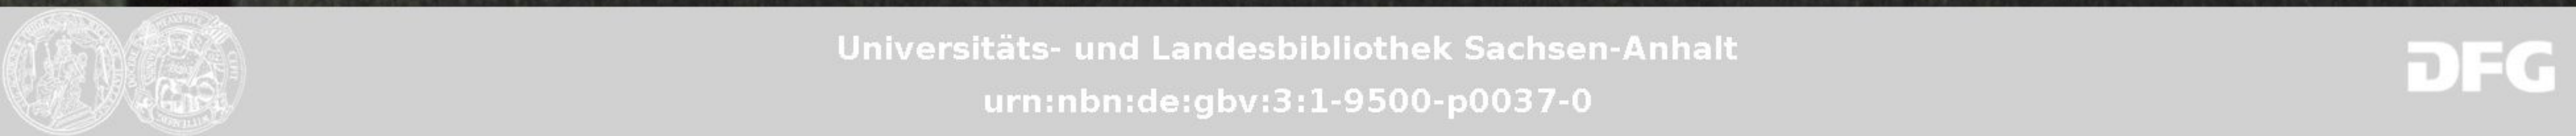 Universitäts- und Landesbibliothek Sachsen-Anhalt
urn:nbn:de:gbv:3:1-9500-p0037-0
DFG